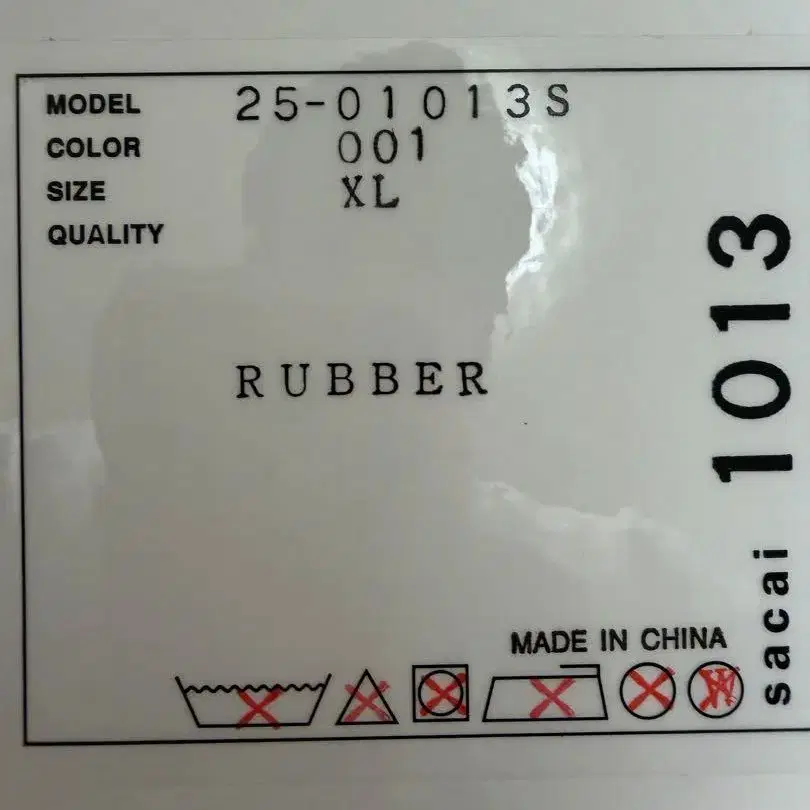 MODEL 25-01013S
COLOR 001
SIZE XL
QUALITY
RUBBER
MADE IN CHINA
sacai 1013